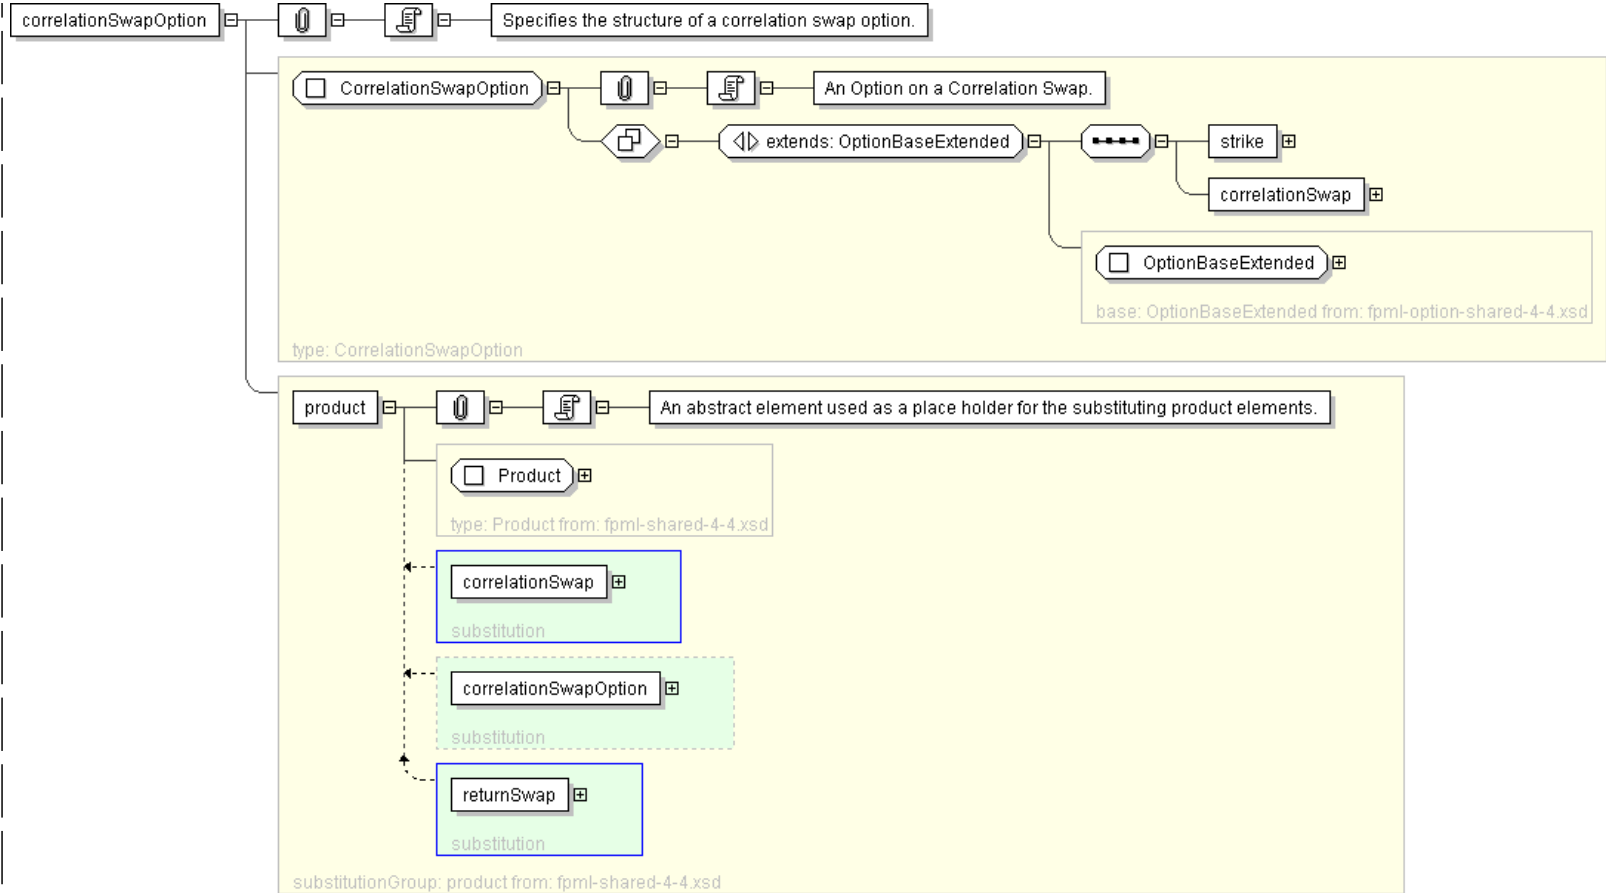 correlationSwapOption
Specifies the structure of a correlation swap option.
CorrelationSwapOption
An Option on a Correlation Swap.
extends: OptionBaseExtended
strike
correlationSwap
OptionBaseExtended
base: OptionBaseExtended from: fpml-option-shared-4-4.xsd
type: CorrelationSwapOption
product
An abstract element used as a place holder for the substituting product elements.
Product
type: Product from: fpml-shared-4-4.xsd
correlationSwap
substitution
correlationSwapOption
substitution
returnSwap
substitution
substitutionGroup: product from: fpml-shared-4-4.xsd